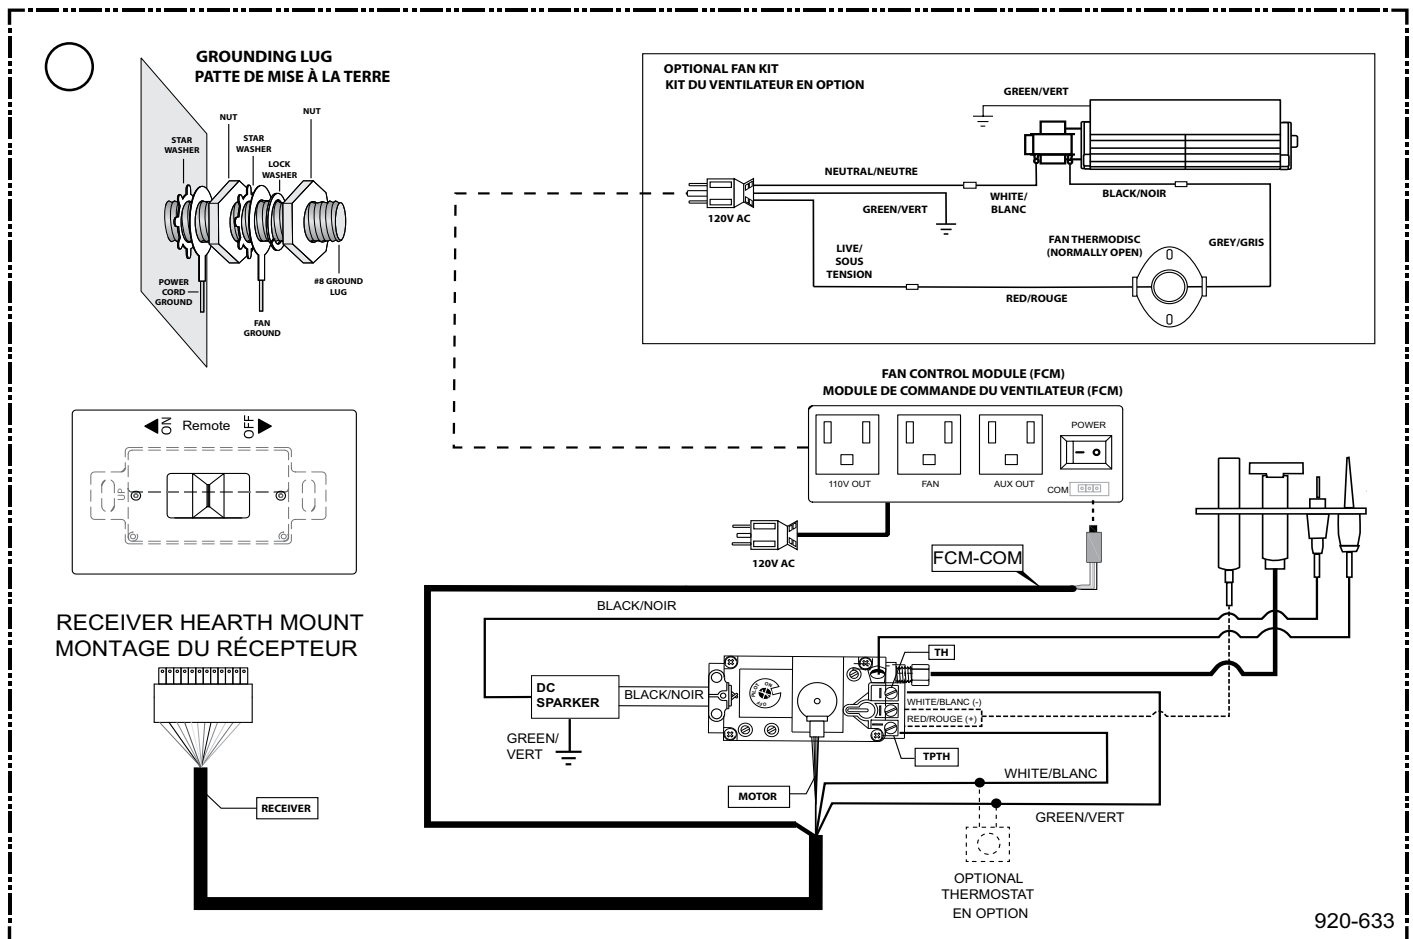 GROUNDING LUG
PATTE DE MISE À LA TERRE
NUT
NUT
STAR
WASHER
STAR
WASHER
LOCK
WASHER
POWER
CORD
GROUND
FAN
GROUND
#8 GROUND
LUG
OPTIONAL FAN KIT
KIT DU VENTILATEUR EN OPTION
GREEN/VERT
NEUTRAL/NEUTRE
120V AC
GREEN/VERT
WHITE/
BLANC
BLACK/NOIR
LIVE/
SOUS
TENSION
FAN THERMODISC
(NORMALLY OPEN)
GREY/GRIS
RED/ROUGE
FAN CONTROL MODULE (FCM)
MODULE DE COMMANDE DU VENTILATEUR (FCM)
POWER
110V OUT
FAN
AUX OUT
COM
120V AC
FCM-COM
ON
Remote
OFF
UP
RECEIVER HEARTH MOUNT
MONTAGE DU RÉCEPTEUR
RECEIVER
BLACK/NOIR
DC
SPARKER
BLACK/NOIR
GREEN/
VERT
PILOT
ON
OFF
TH
WHITE/BLANC (-)
RED/ROUGE (+)
TPTH
MOTOR
WHITE/BLANC
GREEN/VERT
OPTIONAL
THERMOSTAT
EN OPTION
920-633